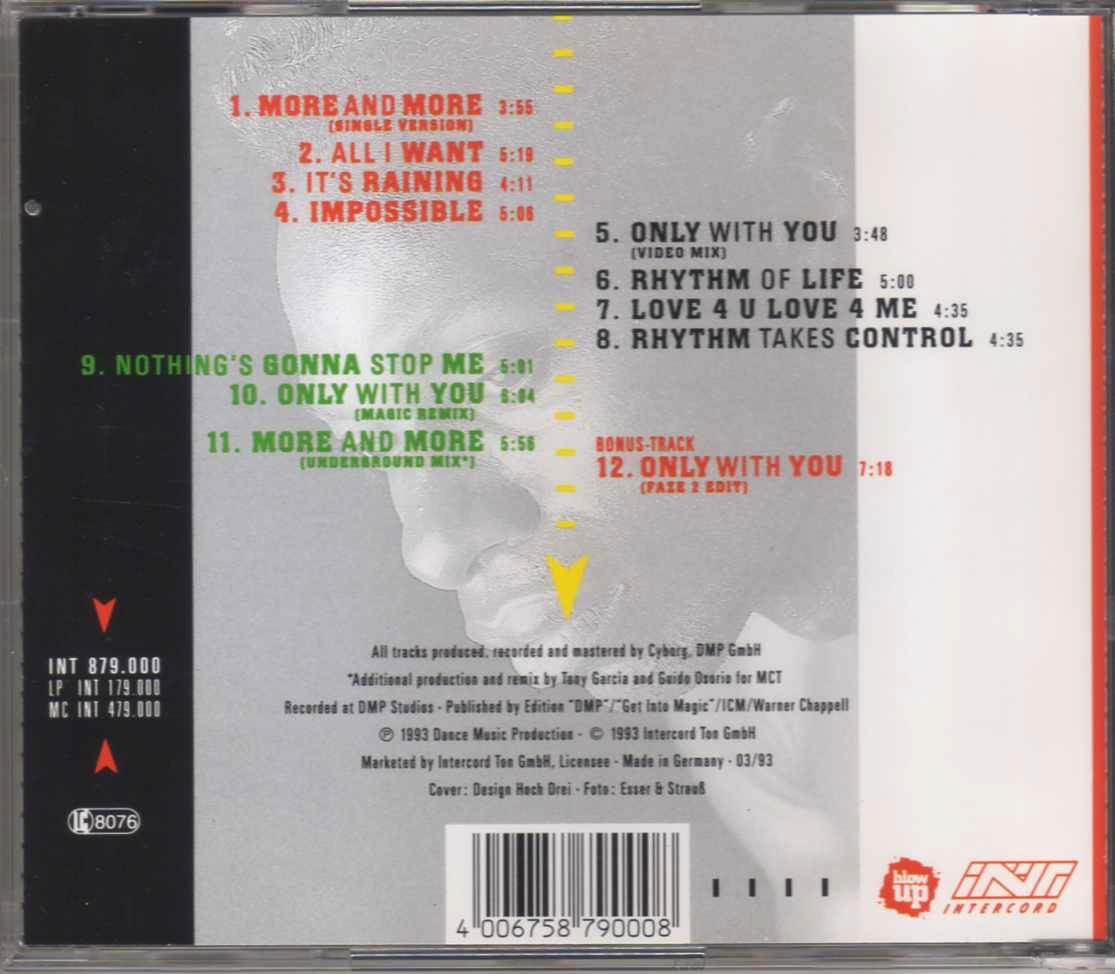 1. MORE AND MORE 3:55
(SINGLE VERSION)
2. ALL I WANT 5:19
3. IT'S RAINING 4:11
4. IMPOSSIBLE 5:06
5. ONLY WITH YOU 3:48
(VIDEO MIX)
6. RHYTHM OF LIFE 5:00
7. LOVE 4 U LOVE 4 ME 4:35
8. RHYTHM TAKES CONTROL 4:35
9. NOTHING'S GONNA STOP ME 5:01
10. ONLY WITH YOU 6:04
(MAGIC REMIX)
11. MORE AND MORE 5:56
(UNDERGROUND MIX*)
BONUS-TRACK
12. ONLY WITH YOU 7:18
(FAZE 2 EDIT)
INT 879.000
LP INT 179.000
MC INT 479.000
LC 8076
All tracks produced, recorded and mastered by Cyborg, DMP GmbH
*Additional production and remix by Tony Garcia and Guido Osorio for MCT
Recorded at DMP Studios - Published by Edition "DMP"/"Get Into Magic"/ICM/Warner Chappell
℗ 1993 Dance Music Production - © 1993 Intercord Ton GmbH
Marketed by Intercord Ton GmbH, Licensee - Made in Germany - 03/93
Cover: Design Hoch Drei - Foto: Esser & Strauß
4 006758 790008
blow up
INT
INTERCORD